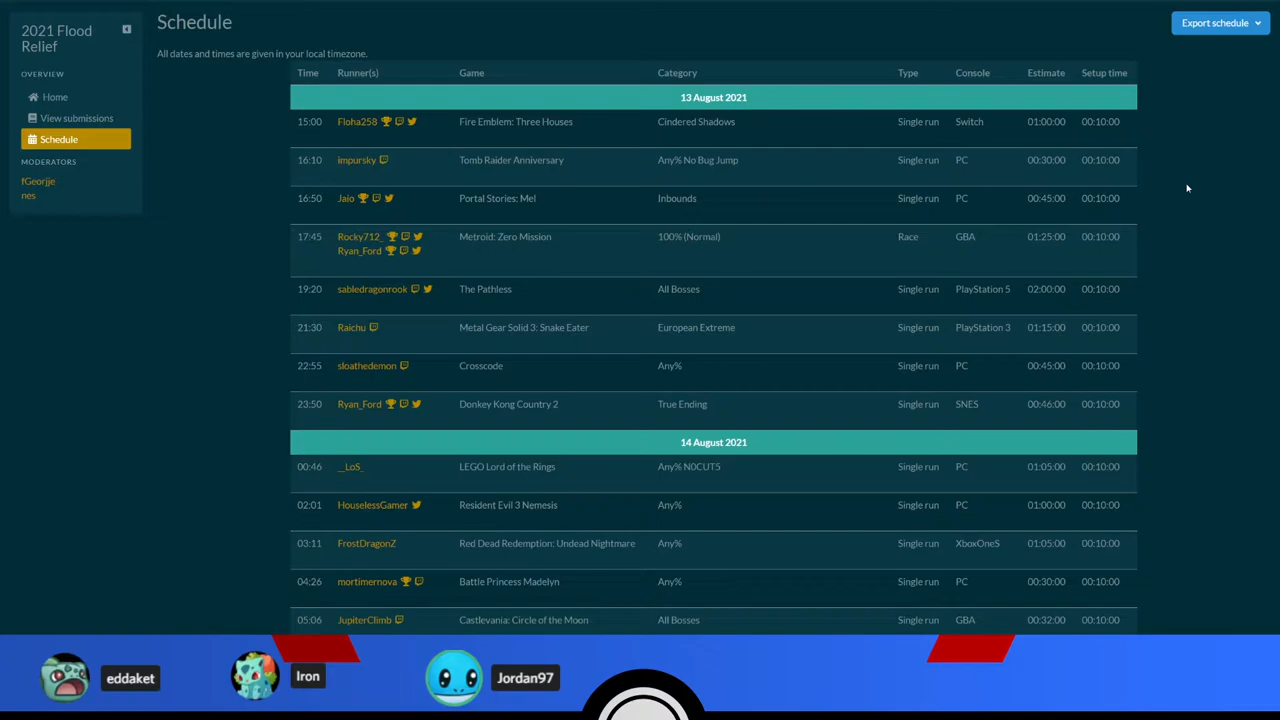 2021 Flood
Relief
OVERVIEW
Home
View submissions
Schedule
MODERATORS
fGeorjje
nes
Schedule
Export schedule
All dates and times are given in your local timezone.
Time Runner(s) Game Category Type Console Estimate Setup time
13 August 2021
15:00 Floha258 Fire Emblem: Three Houses Cindered Shadows Single run Switch 01:00:00 00:10:00
16:10 impursky Tomb Raider Anniversary Any% No Bug Jump Single run PC 00:30:00 00:10:00
16:50 Jaio Portal Stories: Mel Inbounds Single run PC 00:45:00 00:10:00
17:45 Rocky712_ Metroid: Zero Mission 100% (Normal) Race GBA 01:25:00 00:10:00
Ryan_Ford
19:20 sabledragonrook The Pathless All Bosses Single run PlayStation 5 02:00:00 00:10:00
21:30 Raichu Metal Gear Solid 3: Snake Eater European Extreme Single run PlayStation 3 01:15:00 00:10:00
22:55 sloathedemon Crosscode Any% Single run PC 00:45:00 00:10:00
23:50 Ryan_Ford Donkey Kong Country 2 True Ending Single run SNES 00:46:00 00:10:00
14 August 2021
00:46 __LoS_ LEGO Lord of the Rings Any% N0CUT5 Single run PC 01:05:00 00:10:00
02:01 HouselessGamer Resident Evil 3 Nemesis Any% Single run PC 01:00:00 00:10:00
03:11 FrostDragonZ Red Dead Redemption: Undead Nightmare Any% Single run XboxOneS 01:05:00 00:10:00
04:26 mortimernova Battle Princess Madelyn Any% Single run PC 00:30:00 00:10:00
05:06 JupiterClimb Castlevania: Circle of the Moon All Bosses Single run GBA 00:32:00 00:10:00
eddaket
Iron
Jordan97